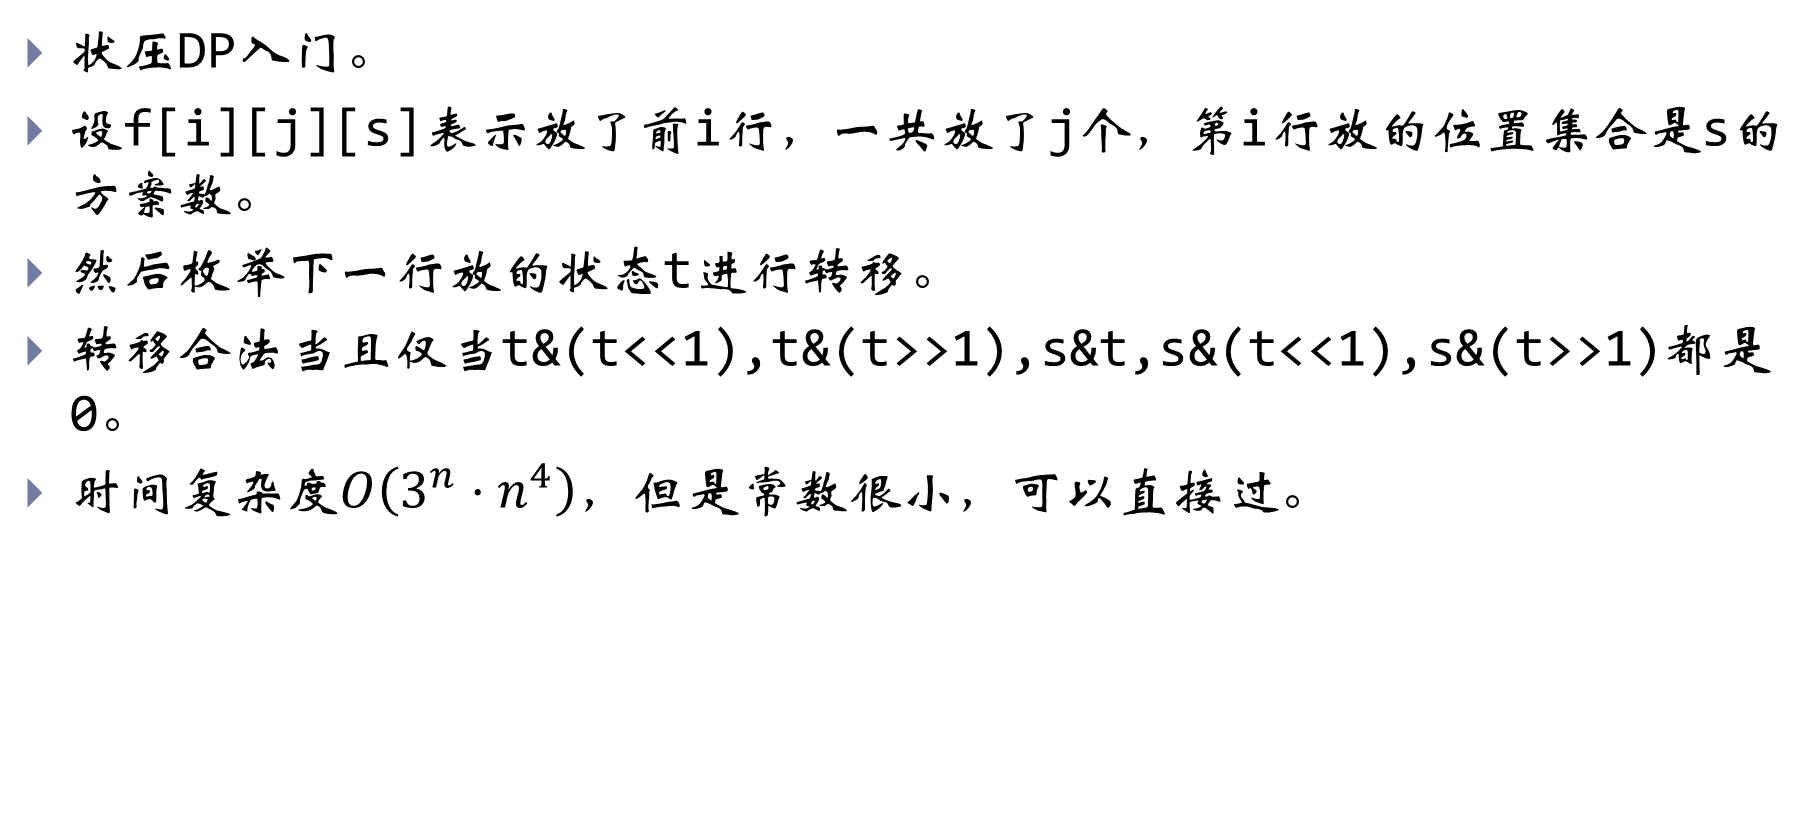 状压DP入门。
设f[i][j][s]表示放了前i行，一共放了j个，第i行放的位置集合是s的
方案数。
然后枚举下一行放的状态t进行转移。
转移合法当且仅当t&(t<<1),t&(t>>1),s&t,s&(t<<1),s&(t>>1)都是
0。
时间复杂度O(3ⁿ · n⁴)，但是常数很小，可以直接过。